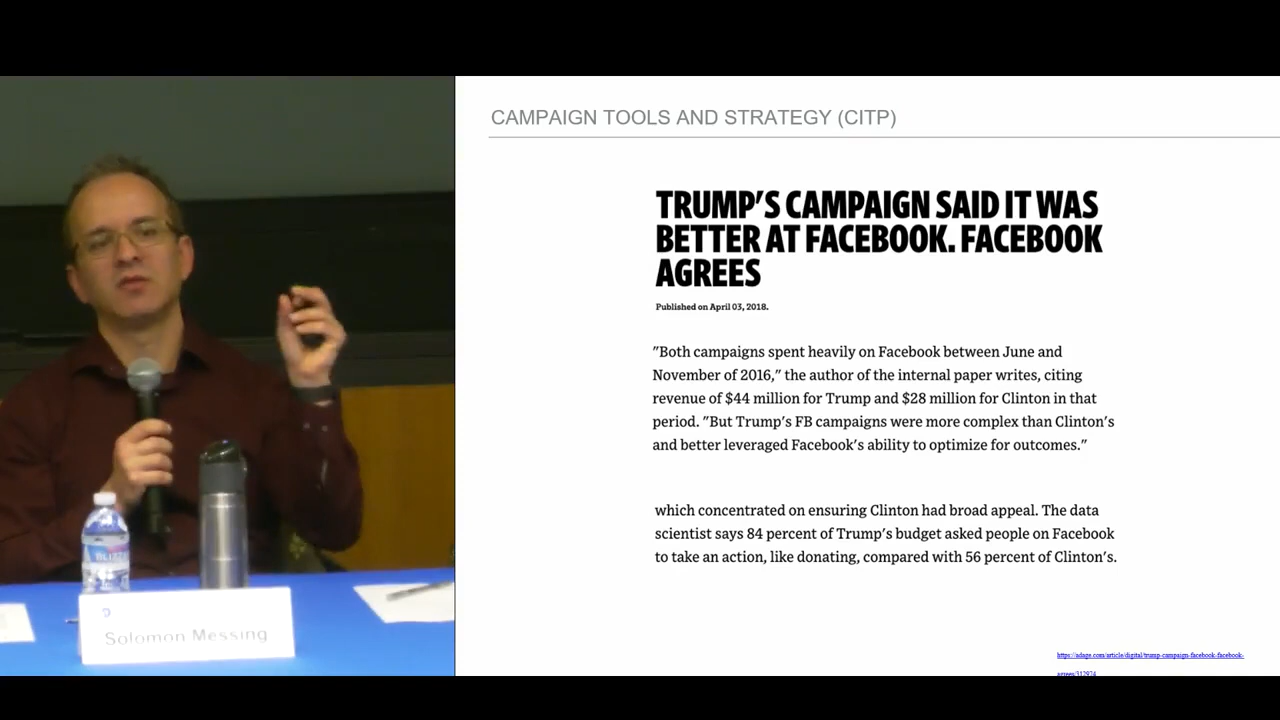 CAMPAIGN TOOLS AND STRATEGY (CITP)
TRUMP'S CAMPAIGN SAID IT WAS
BETTER AT FACEBOOK. FACEBOOK
AGREES
Published on April 03, 2018.
"Both campaigns spent heavily on Facebook between June and
November of 2016," the author of the internal paper writes, citing
revenue of $44 million for Trump and $28 million for Clinton in that
period. "But Trump's FB campaigns were more complex than Clinton's
and better leveraged Facebook's ability to optimize for outcomes."
which concentrated on ensuring Clinton had broad appeal. The data
scientist says 84 percent of Trump's budget asked people on Facebook
to take an action, like donating, compared with 56 percent of Clinton's.
https://adage.com/article/digital/trump-campaign-facebook-facebook-
agrees/312974
Solomon Messing